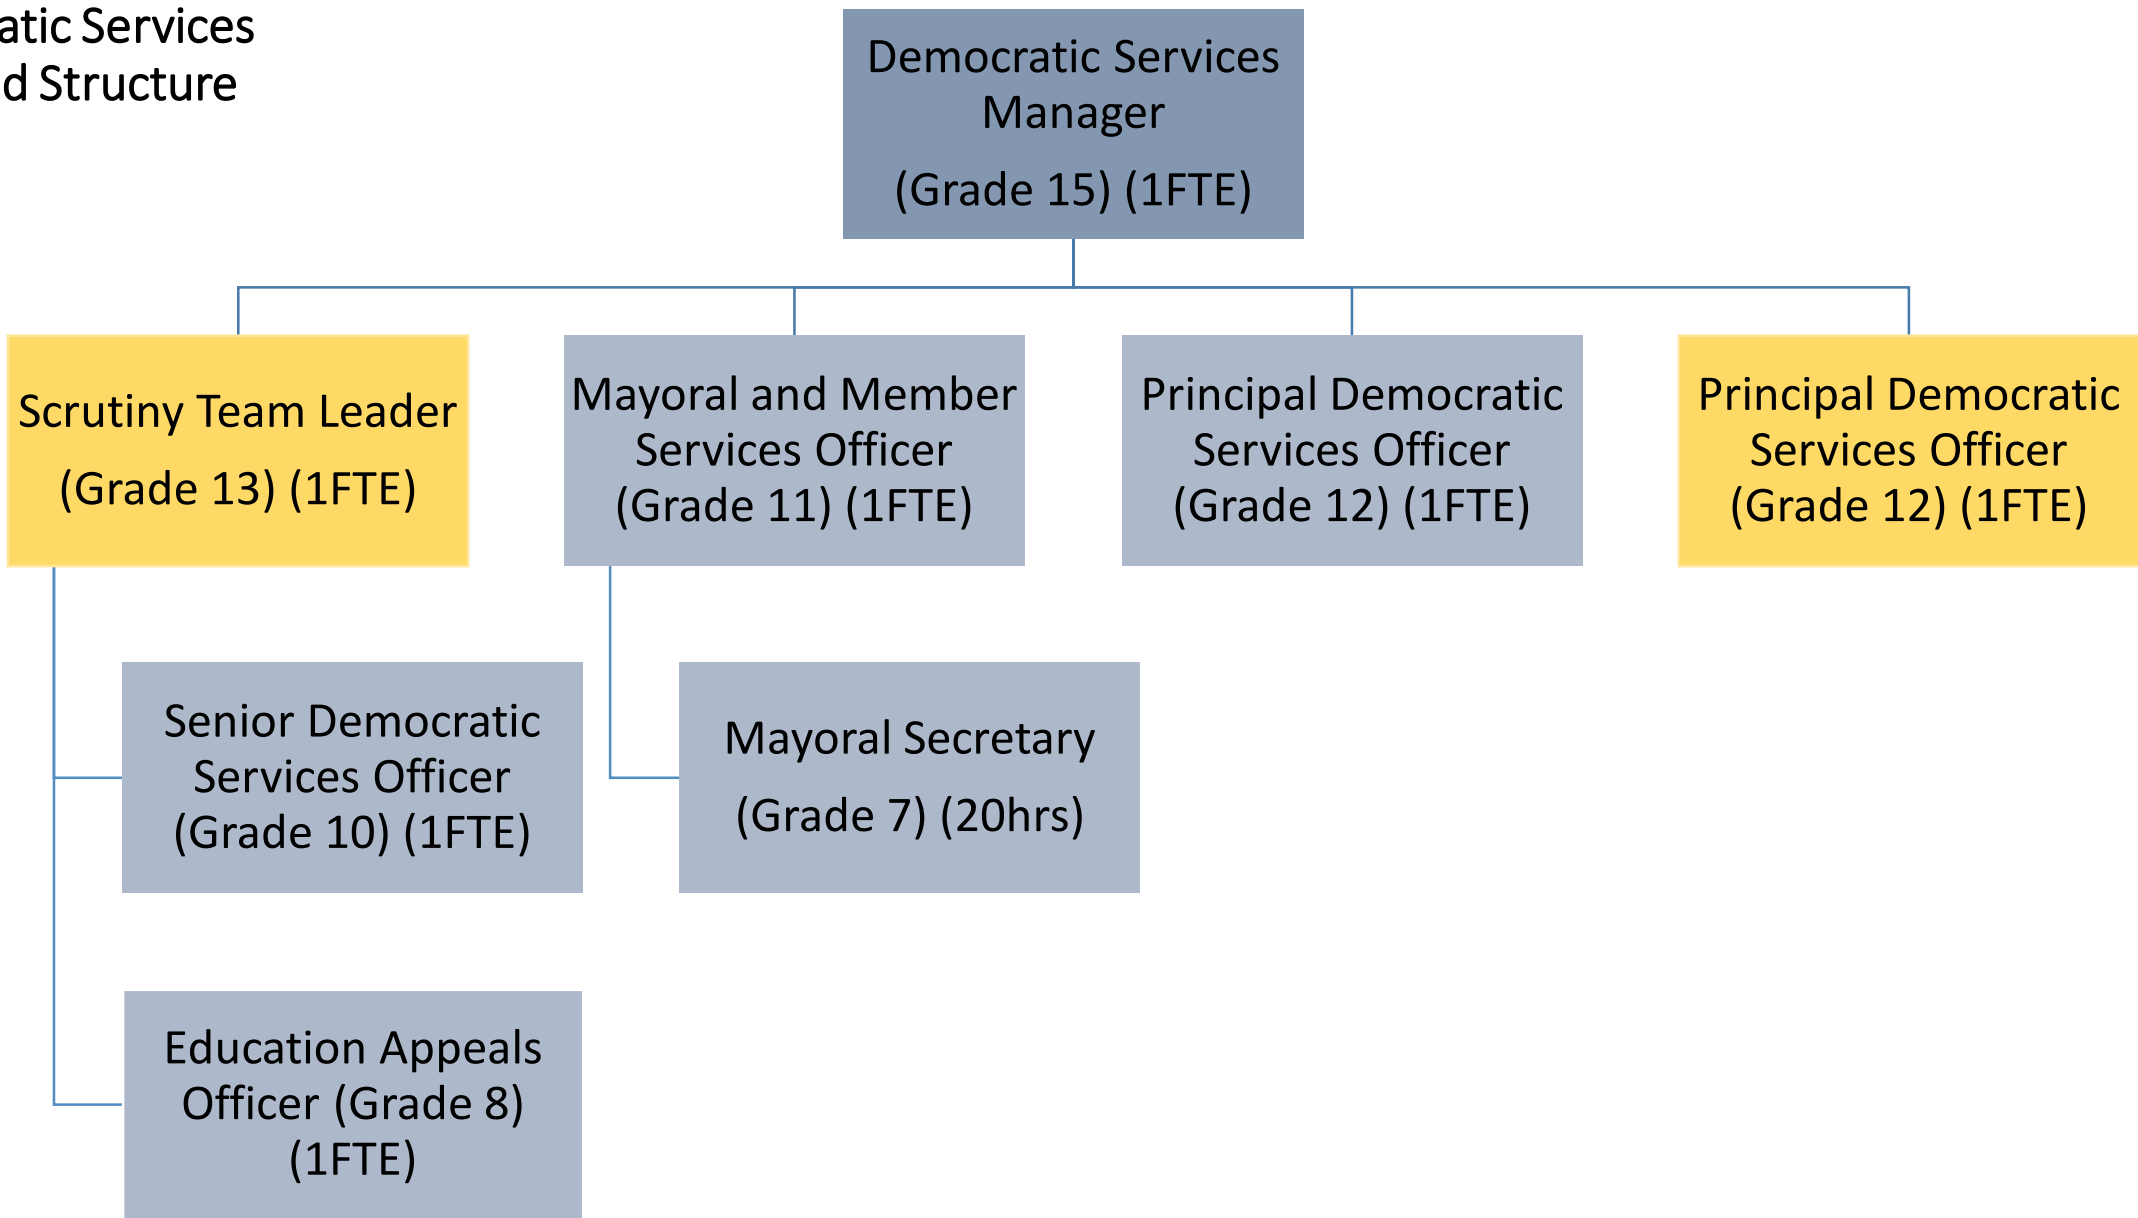 atic Services
d Structure
Democratic Services
Manager
(Grade 15) (1FTE)
Scrutiny Team Leader
(Grade 13) (1FTE)
Mayoral and Member
Services Officer
(Grade 11) (1FTE)
Principal Democratic
Services Officer
(Grade 12) (1FTE)
Principal Democratic
Services Officer
(Grade 12) (1FTE)
Senior Democratic
Services Officer
(Grade 10) (1FTE)
Mayoral Secretary
(Grade 7) (20hrs)
Education Appeals
Officer (Grade 8)
(1FTE)